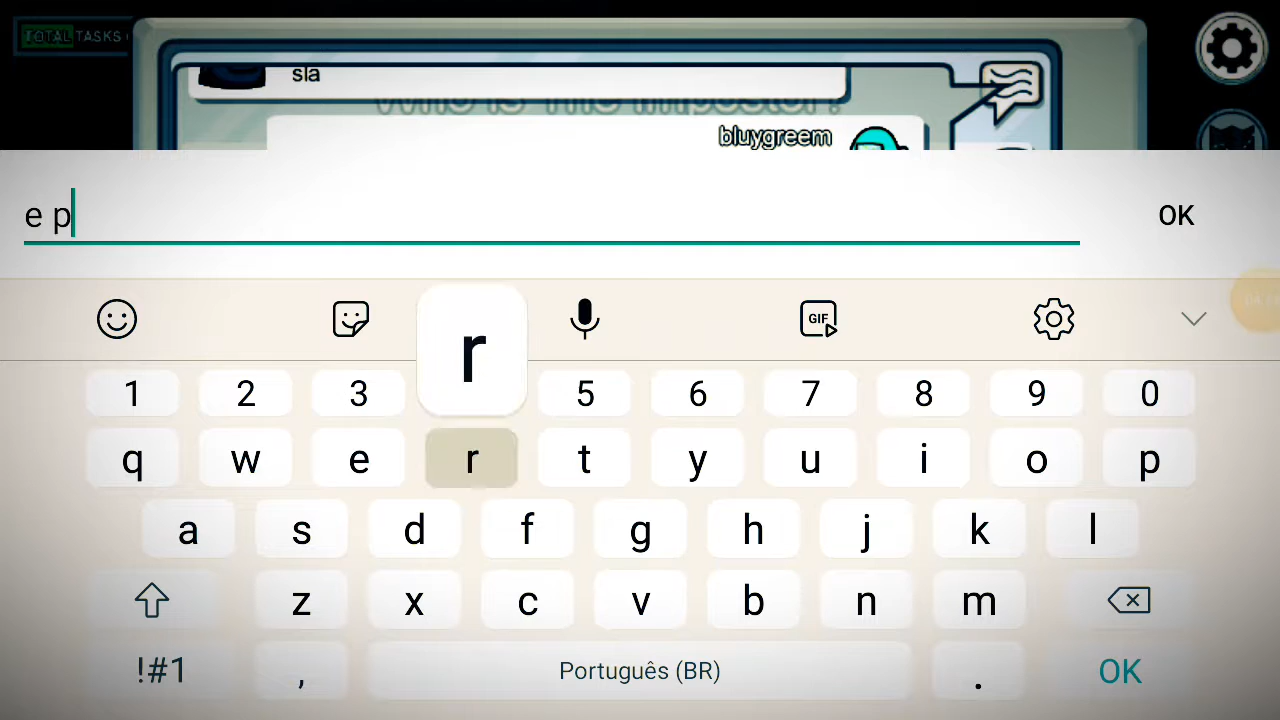 TOTAL TASKS
sla
Who Is The Impostor?
bluygreem
e p
OK
GIF
r
1 2 3 5 6 7 8 9 0
q w e r t y u i o p
a s d f g h j k l
z x c v b n m
!#1 , Português (BR) . OK